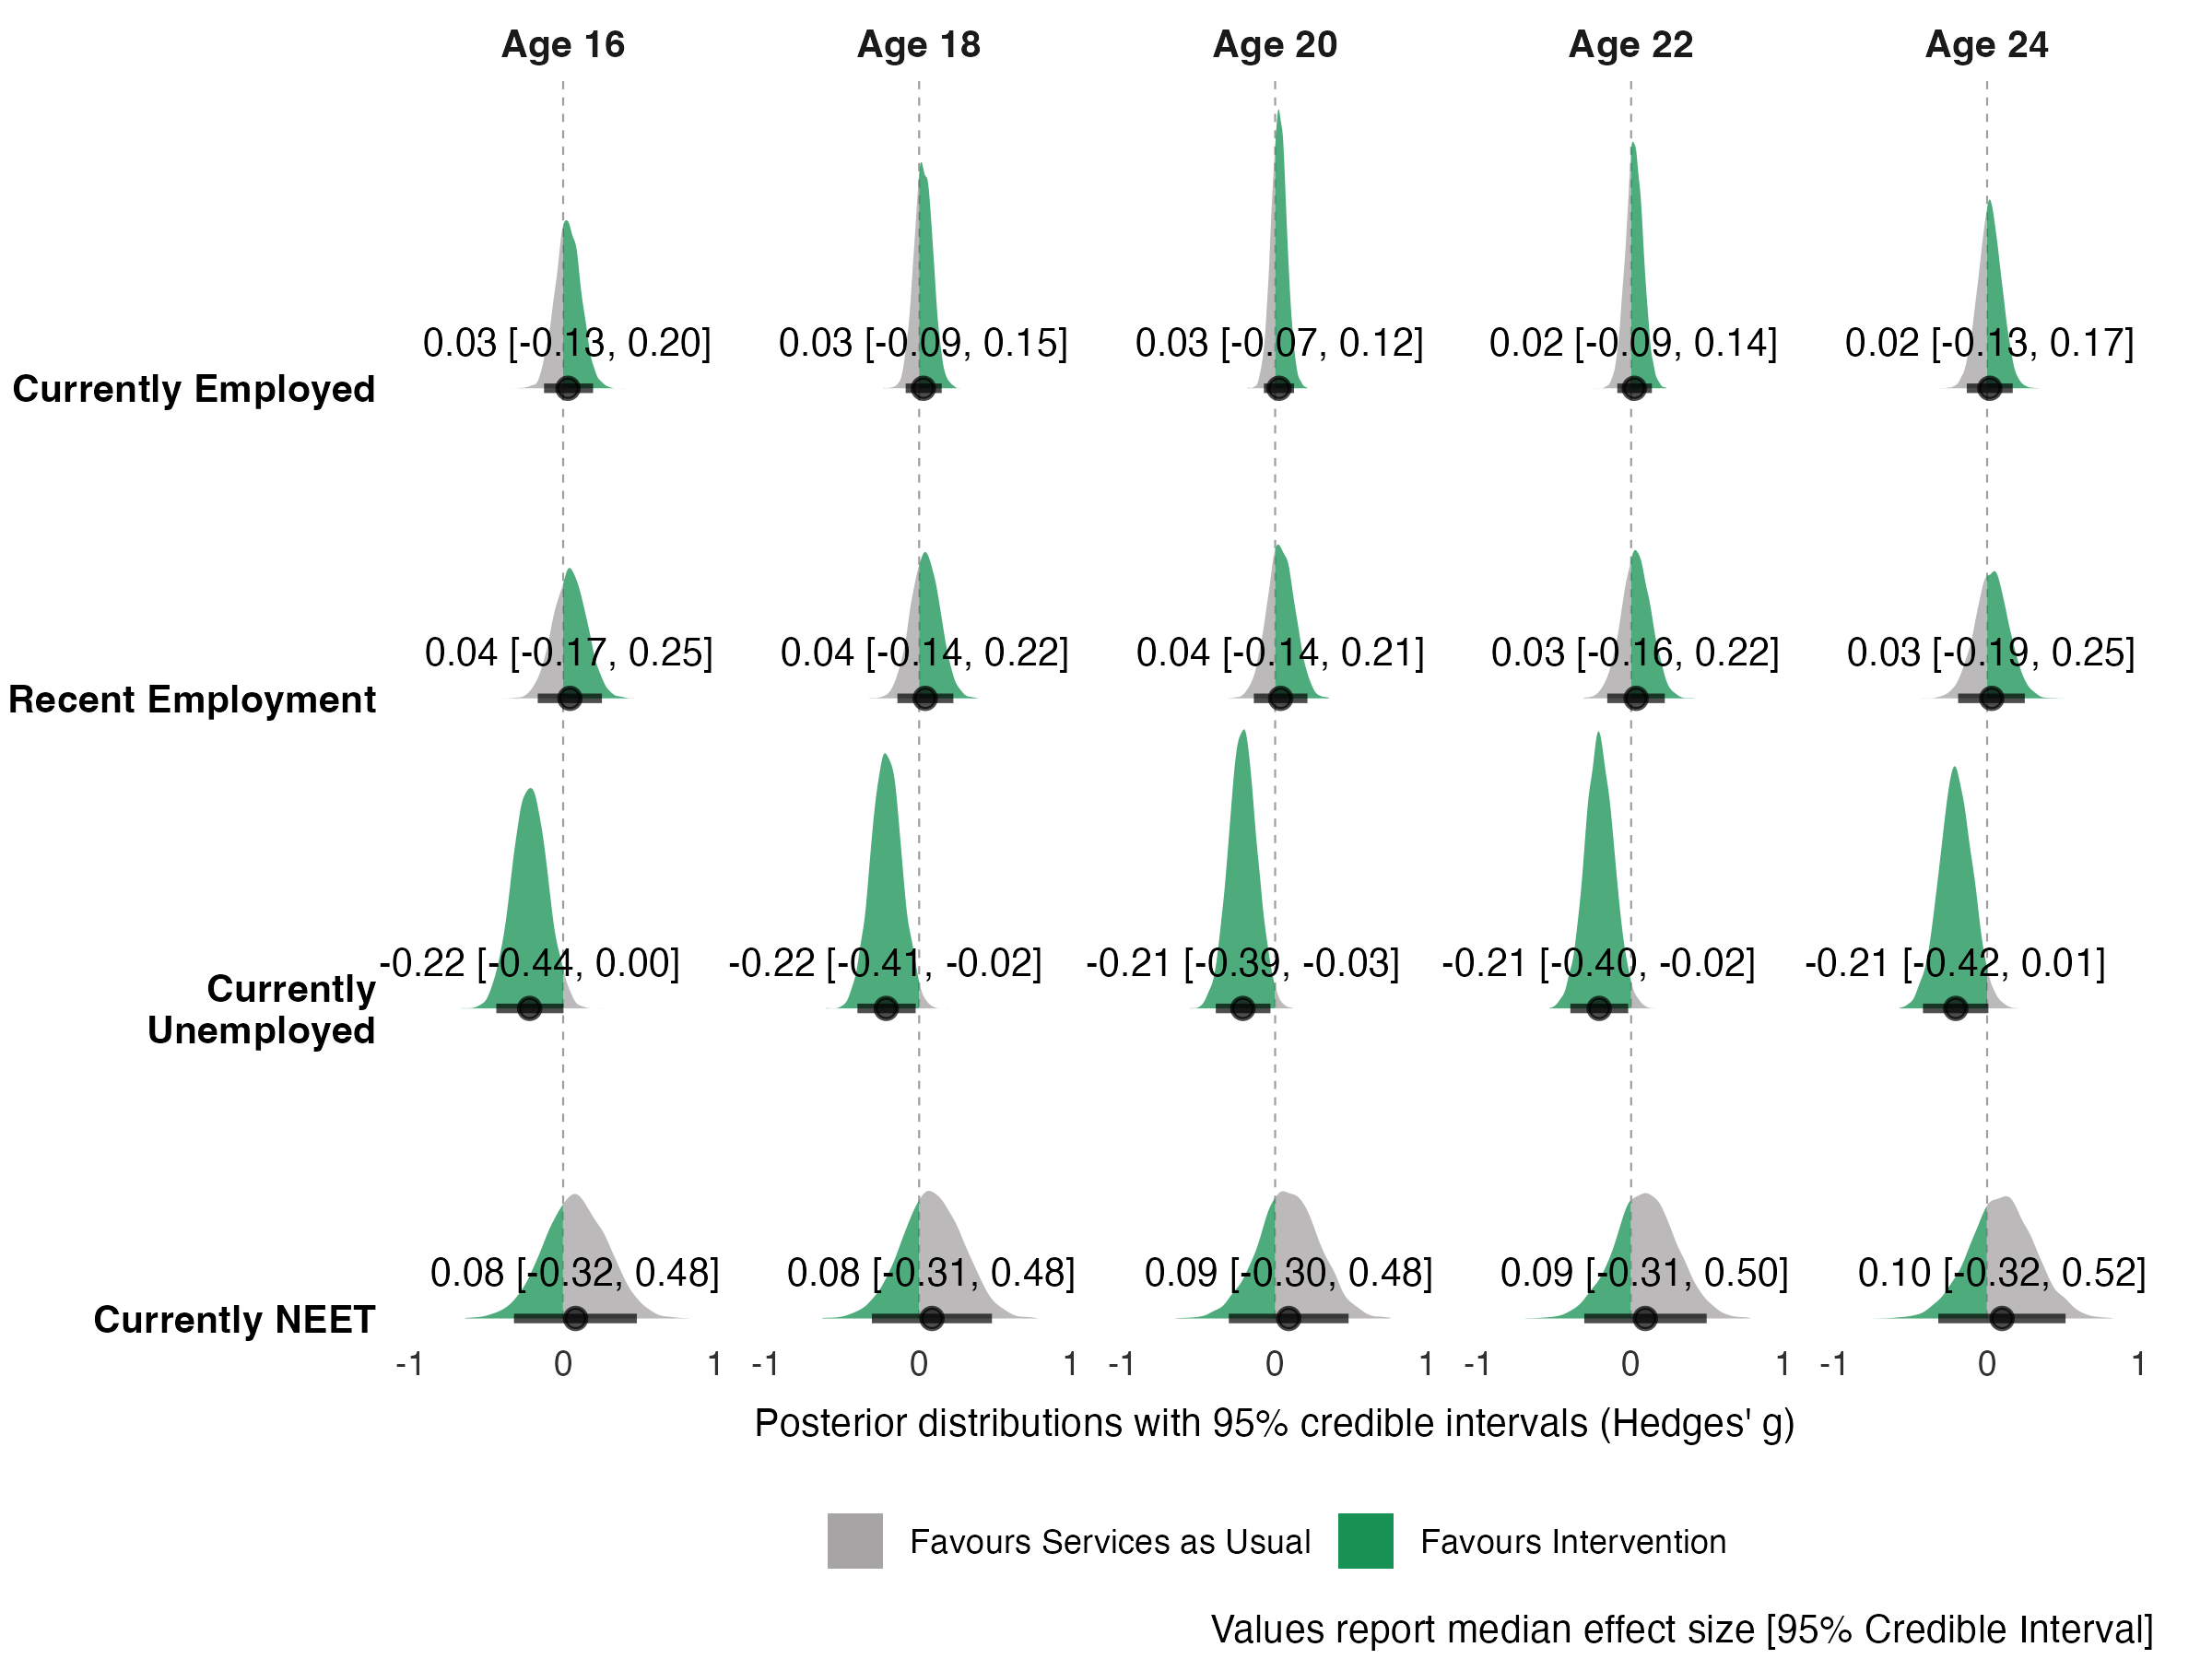 Age 16 Age 18 Age 20 Age 22 Age 24
0.03 [-0.13, 0.20] 0.03 [-0.09, 0.15] 0.03 [-0.07, 0.12] 0.02 [-0.09, 0.14] 0.02 [-0.13, 0.17]
Currently Employed
0.04 [-0.17, 0.25] 0.04 [-0.14, 0.22] 0.04 [-0.14, 0.21] 0.03 [-0.16, 0.22] 0.03 [-0.19, 0.25]
Recent Employment
-0.22 [-0.44, 0.00] -0.22 [-0.41, -0.02] -0.21 [-0.39, -0.03] -0.21 [-0.40, -0.02] -0.21 [-0.42, 0.01]
Currently
Unemployed
0.08 [-0.32, 0.48] 0.08 [-0.31, 0.48] 0.09 [-0.30, 0.48] 0.09 [-0.31, 0.50] 0.10 [-0.32, 0.52]
Currently NEET
-1 0 1 -1 0 1 -1 0 1 -1 0 1 -1 0 1
Posterior distributions with 95% credible intervals (Hedges' g)
Favours Services as Usual Favours Intervention
Values report median effect size [95% Credible Interval]